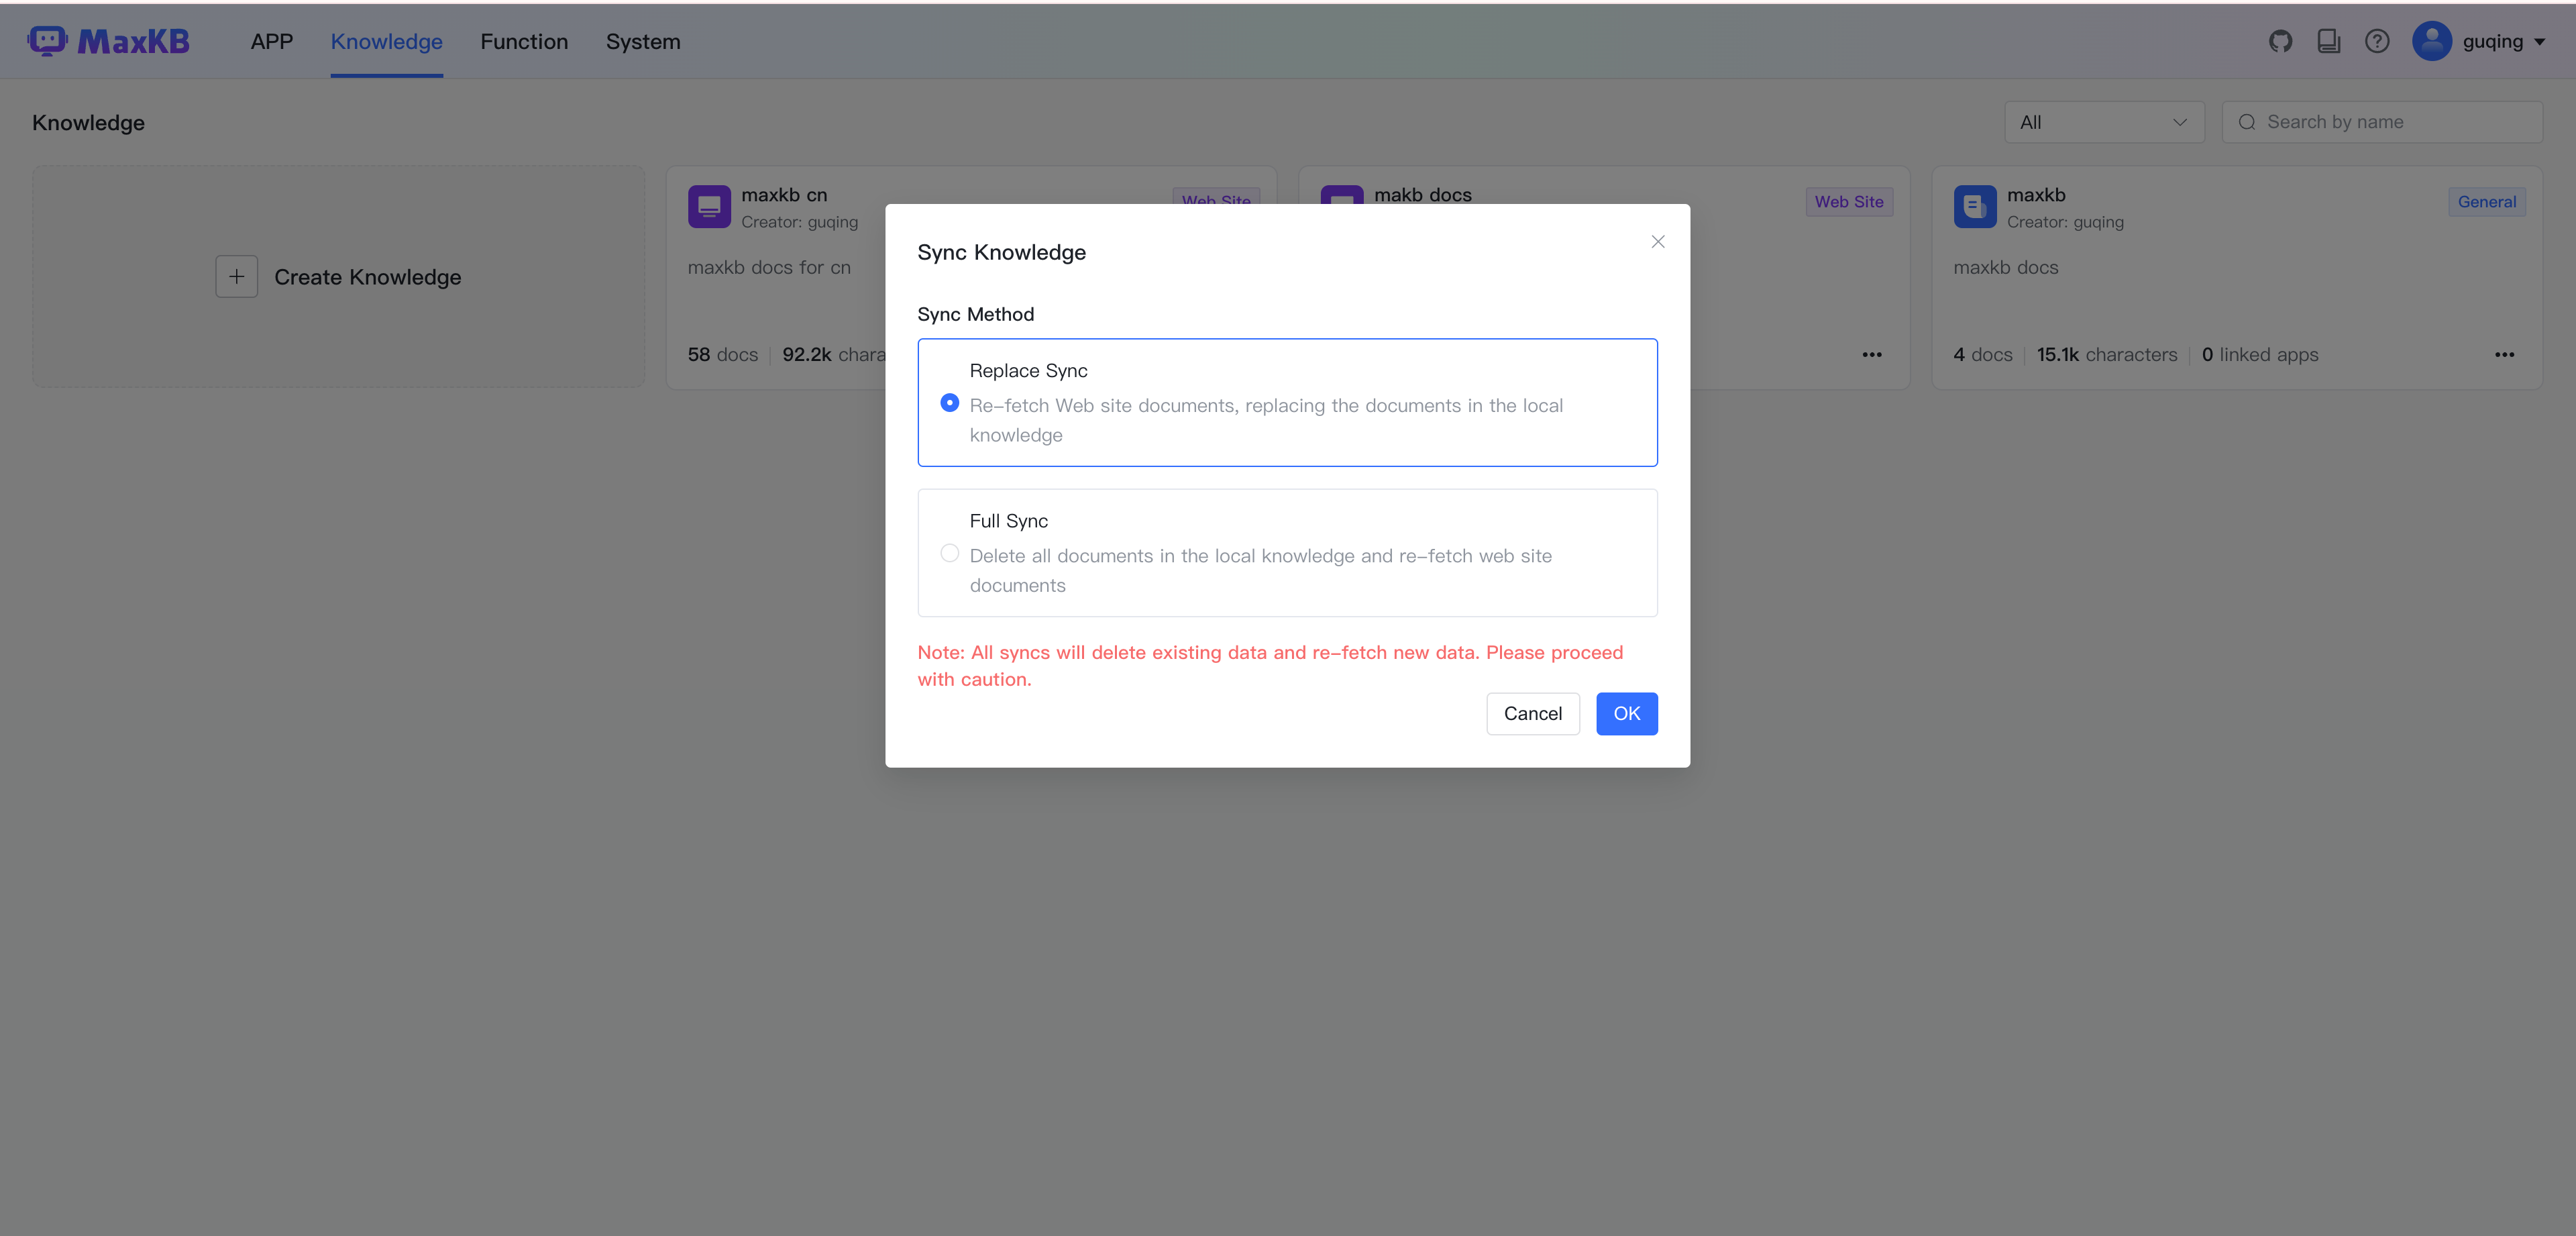 MaxKB APP Knowledge Function System guqing
Knowledge All Search by name
Create Knowledge
maxkb cn Web Site
Creator: guqing
maxkb docs for cn
58 docs 92.2k chara
makb docs Web Site
maxkb General
Creator: guqing
maxkb docs
4 docs 15.1k characters 0 linked apps
Sync Knowledge
Sync Method
Replace Sync
Re-fetch Web site documents, replacing the documents in the local
knowledge
Full Sync
Delete all documents in the local knowledge and re-fetch web site
documents
Note: All syncs will delete existing data and re-fetch new data. Please proceed
with caution.
Cancel OK